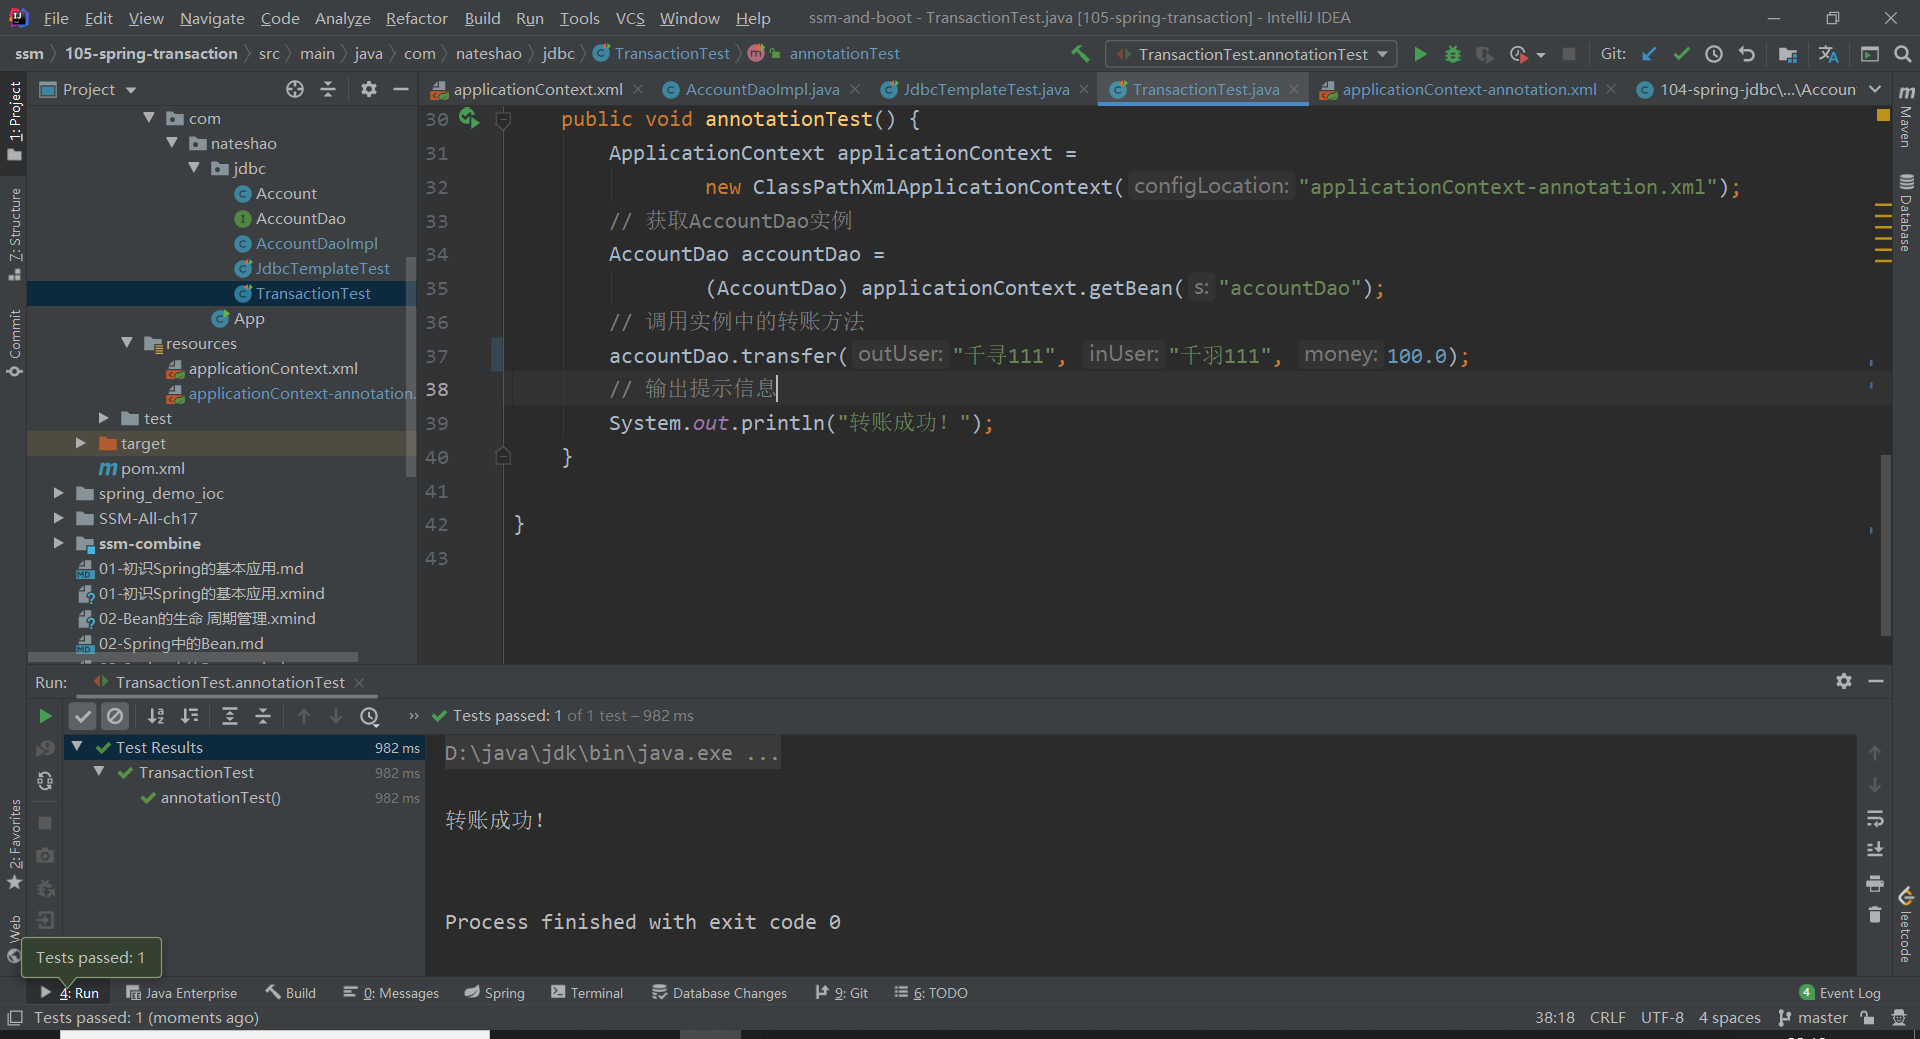 File Edit View Navigate Code Analyze Refactor Build Run Tools VCS Window Help ssm-and-boot - TransactionTest.java [105-spring-transaction] - IntelliJ IDEA
ssm 105-spring-transaction src main java com nateshao jdbc TransactionTest annotationTest TransactionTest.annotationTest Git:
Project applicationContext.xml AccountDaoImpl.java JdbcTemplateTest.java TransactionTest.java applicationContext-annotation.xml 104-spring-jdbc\...\Accoun
1: Project
7: Structure
Commit
2: Favorites
Web
com
nateshao
jdbc
Account
AccountDao
AccountDaoImpl
JdbcTemplateTest
TransactionTest
App
resources
applicationContext.xml
applicationContext-annotation.
test
target
pom.xml
spring_demo_ioc
SSM-All-ch17
ssm-combine
01-初识Spring的基本应用.md
01-初识Spring的基本应用.xmind
02-Bean的生命 周期管理.xmind
02-Spring中的Bean.md
30 public void annotationTest() {
31 ApplicationContext applicationContext =
32 new ClassPathXmlApplicationContext( configLocation: "applicationContext-annotation.xml");
33 // 获取AccountDao实例
34 AccountDao accountDao =
35 (AccountDao) applicationContext.getBean( s: "accountDao");
36 // 调用实例中的转账方法
37 accountDao.transfer( outUser: "千寻111", inUser: "千羽111", money: 100.0);
38 // 输出提示信息
39 System.out.println("转账成功！");
40 }
41
42 }
43
Maven
Database
leetcode
Run: TransactionTest.annotationTest
Tests passed: 1 of 1 test – 982 ms
Test Results 982 ms
TransactionTest 982 ms
annotationTest() 982 ms
D:\java\jdk\bin\java.exe ...
转账成功！
Process finished with exit code 0
Tests passed: 1
4: Run Java Enterprise Build 0: Messages Spring Terminal Database Changes 9: Git 6: TODO 4 Event Log
Tests passed: 1 (moments ago) 38:18 CRLF UTF-8 4 spaces master